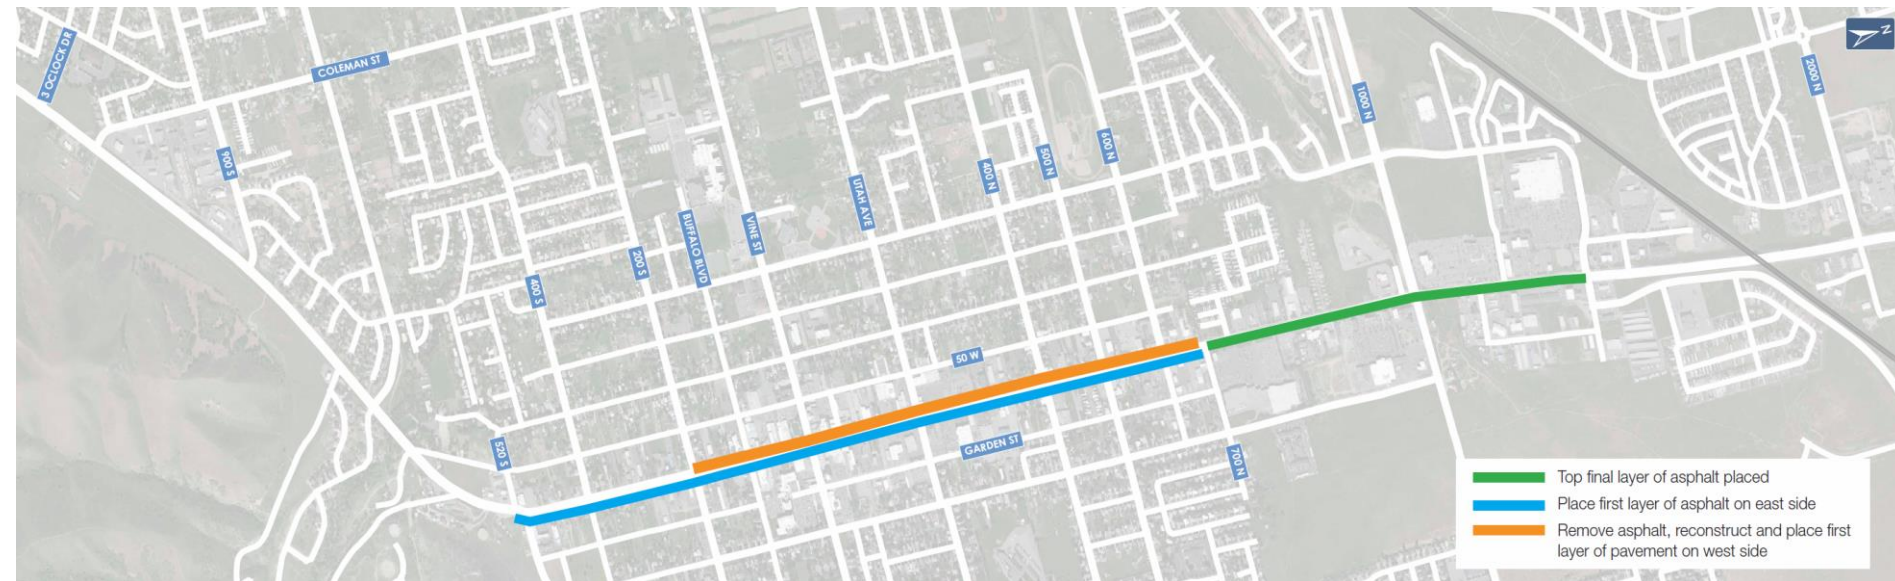 3 OCLOCK DR
COLEMAN ST
900 S
400 S
200 S
BUFFALO BLVD
VINE ST
UTAH AVE
400 N
500 N
600 N
1000 N
2000 N
Z
50 W
520 S
GARDEN ST
700 N
Top final layer of asphalt placed
Place first layer of asphalt on east side
Remove asphalt, reconstruct and place first
layer of pavement on west side